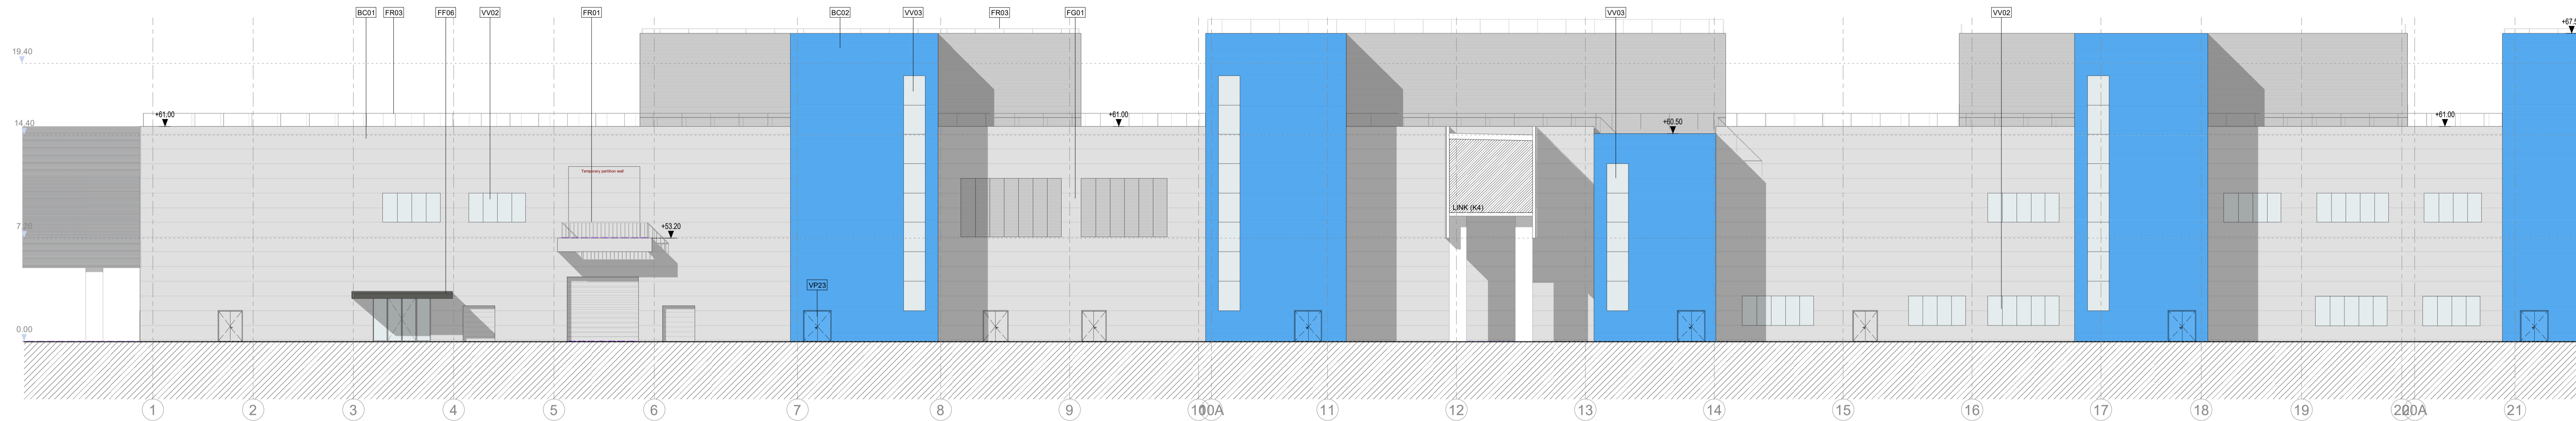 BC01 FR03 FF06 VV02 FR01 BC02 VV03 FR03 FG01 VV03 VV02
+67.5
19.40
+61.00 +61.00 +61.00
14.40
+60.50
Temporary partition wall
LINK (K4)
7.20
+53.20
VP23
0.00
1 2 3 4 5 6 7 8 9 10 10A 11 12 13 14 15 16 17 18 19 20 20A 21